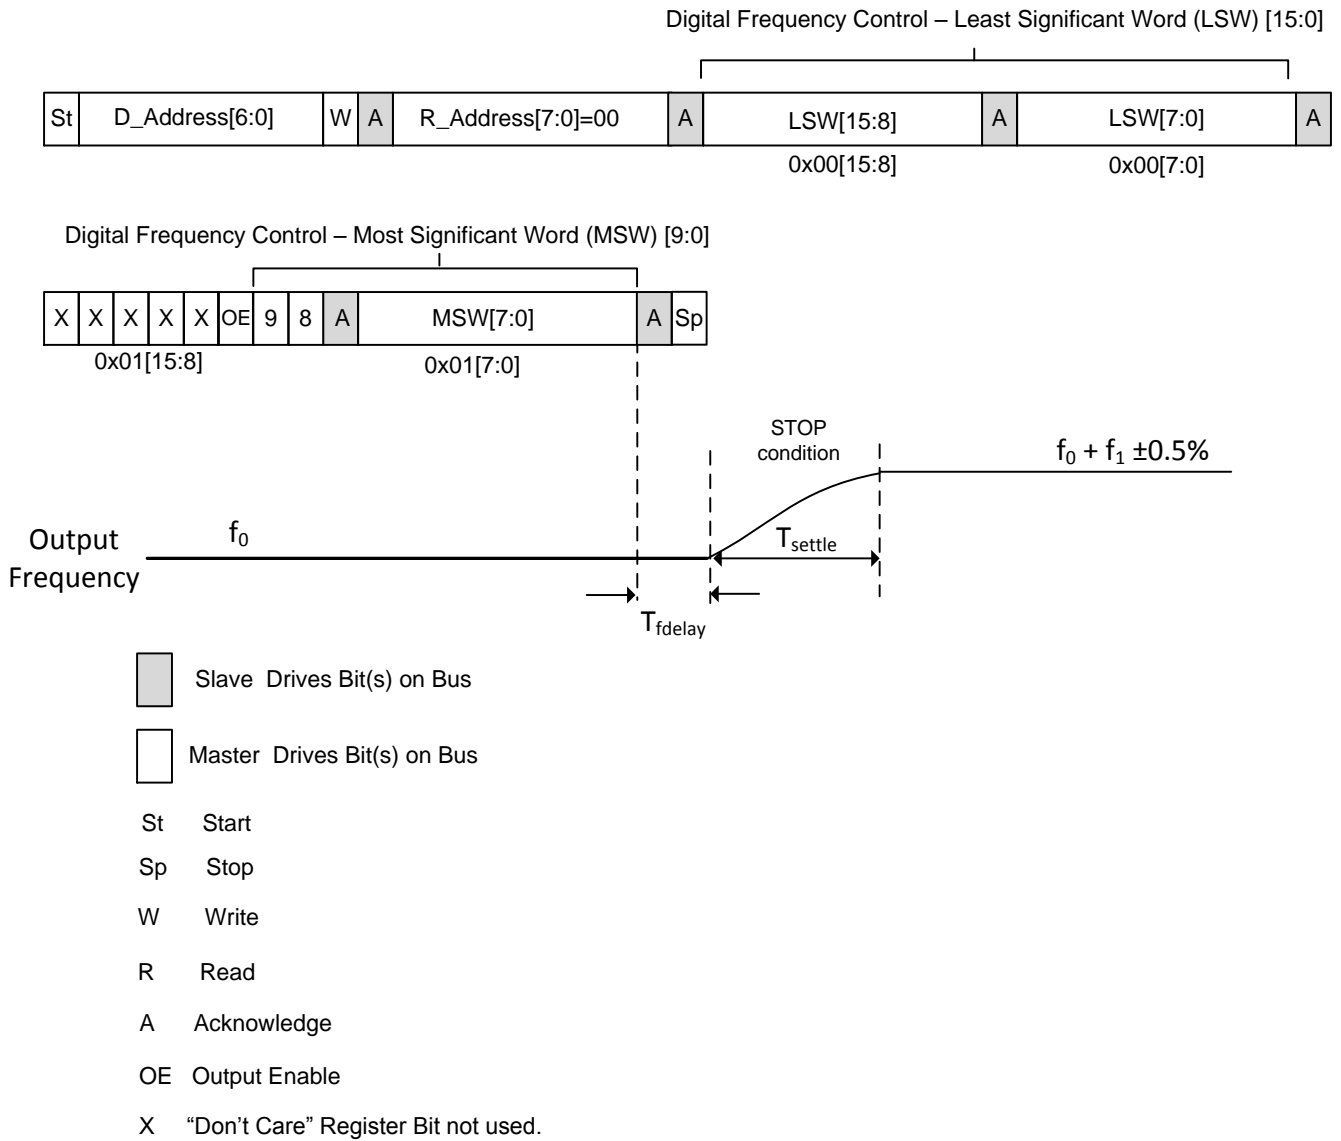 Digital Frequency Control – Least Significant Word (LSW) [15:0]
St D_Address[6:0] W A R_Address[7:0]=00 A LSW[15:8] A LSW[7:0] A
0x00[15:8] 0x00[7:0]
Digital Frequency Control – Most Significant Word (MSW) [9:0]
X X X X X OE 9 8 A MSW[7:0] A Sp
0x01[15:8] 0x01[7:0]
STOP
condition
f0 + f1 ±0.5%
Output
Frequency
f0
Tsettle
Tfdelay
Slave Drives Bit(s) on Bus
Master Drives Bit(s) on Bus
St Start
Sp Stop
W Write
R Read
A Acknowledge
OE Output Enable
X “Don’t Care” Register Bit not used.